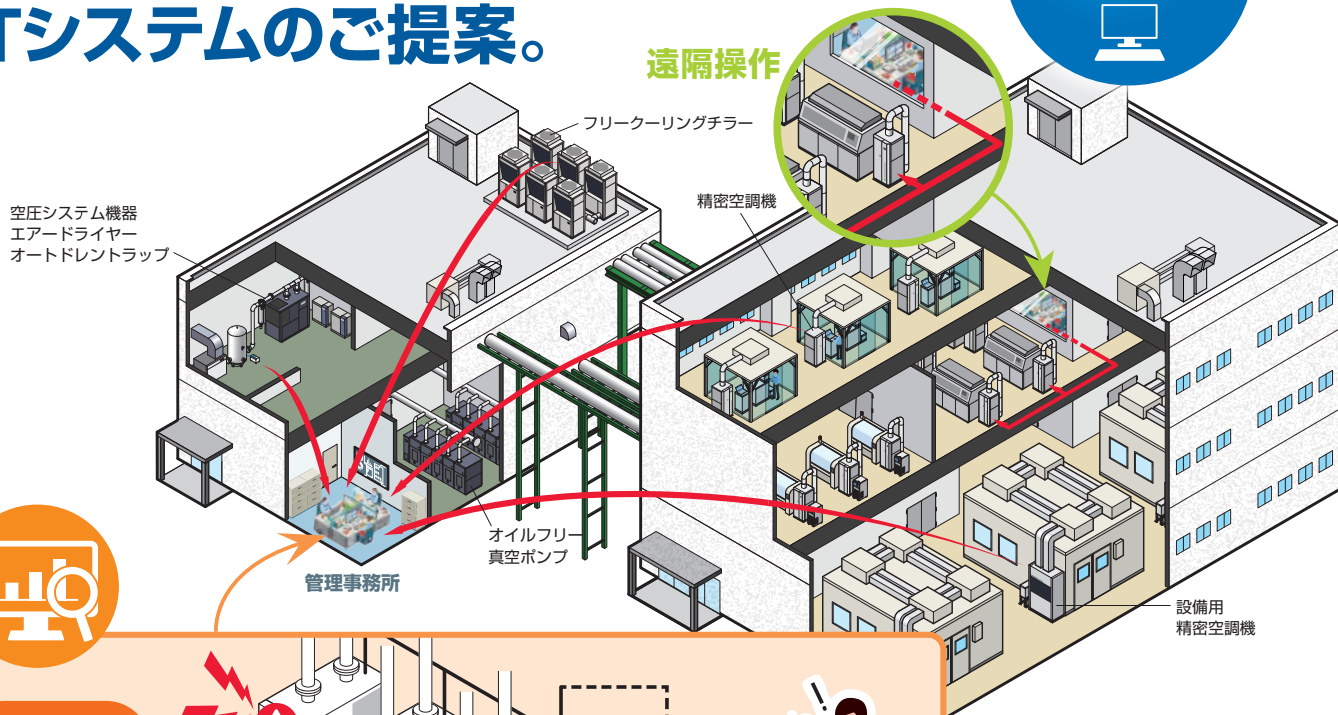 Tシステムのご提案。
遠隔操作
フリークーリングチラー
精密空調機
空圧システム機器
エアードライヤー
オートドレントラップ
オイルフリー
真空ポンプ
管理事務所
設備用
精密空調機
!